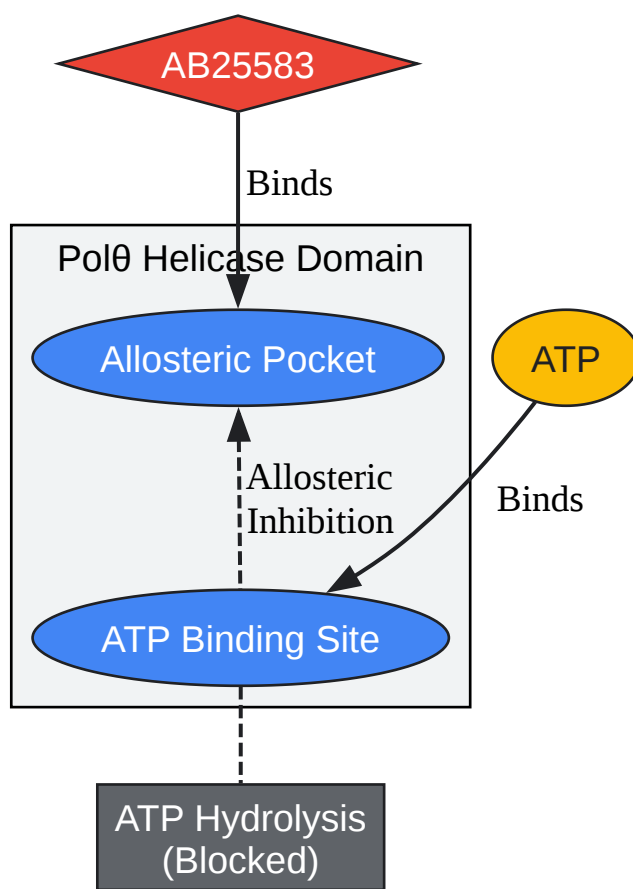 AB25583
Binds
Polθ Helicase Domain
Allosteric Pocket
ATP
Allosteric
Inhibition
Binds
ATP Binding Site
ATP Hydrolysis
(Blocked)